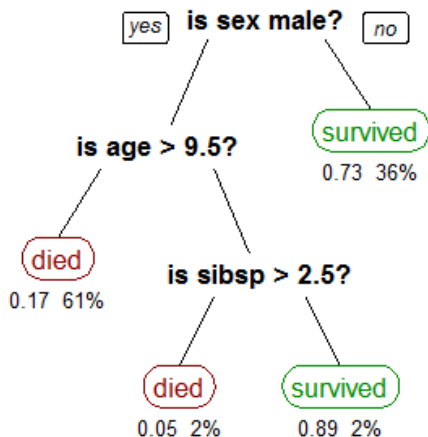 yes is sex male? no
survived
0.73 36%
is age > 9.5?
died
0.17 61%
is sibsp > 2.5?
died survived
0.05 2% 0.89 2%